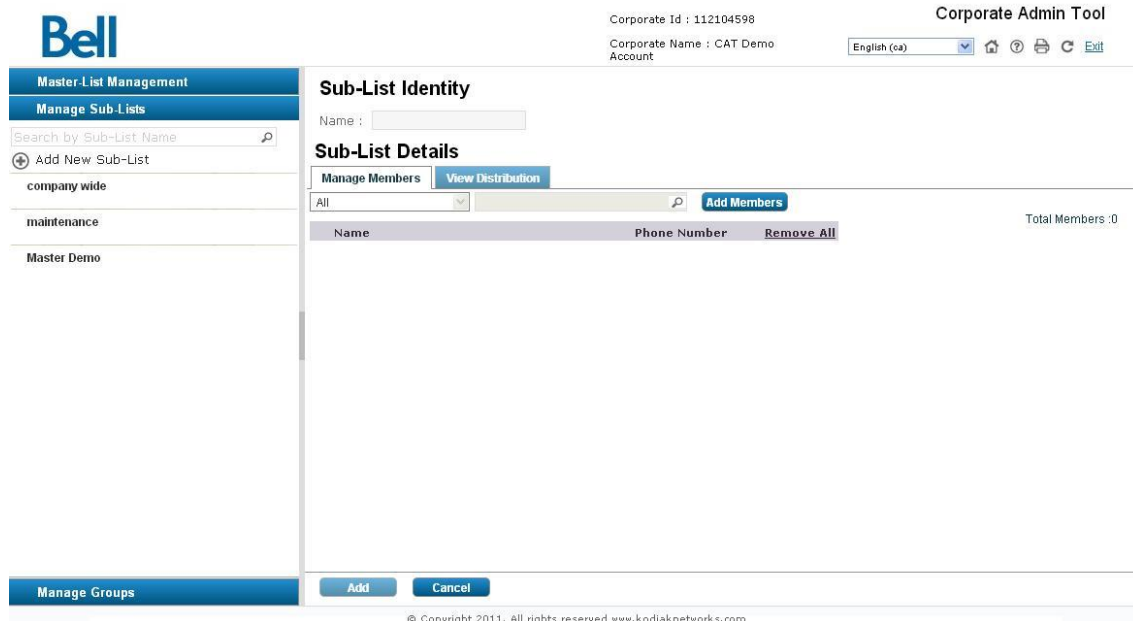 Bell
Corporate Id : 112104598
Corporate Name : CAT Demo
Account
Corporate Admin Tool
English (ca)
Exit
Master-List Management
Manage Sub-Lists
Search by Sub-List Name
Add New Sub-List
company wide
maintenance
Master Demo
Manage Groups
Sub-List Identity
Name :
Sub-List Details
Manage Members
View Distribution
All
Add Members
Total Members :0
Name
Phone Number
Remove All
Add
Cancel
© Copyright 2011. All rights reserved www.kodiaknetworks.com